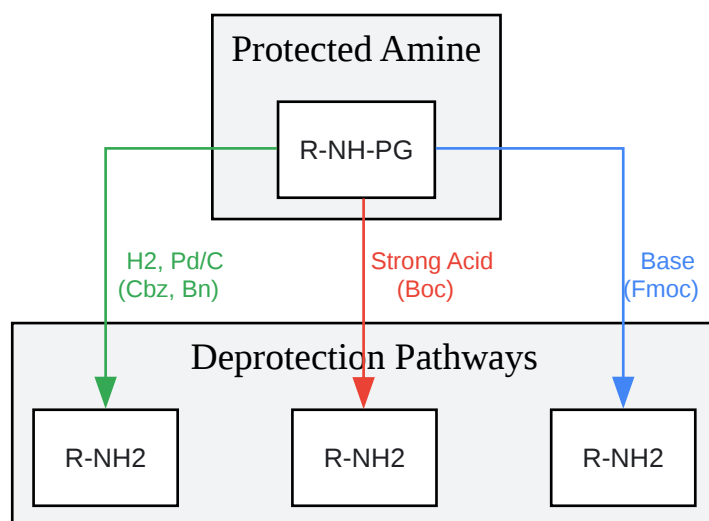 Protected Amine
R-NH-PG
H2, Pd/C
(Cbz, Bn)
Strong Acid
(Boc)
Base
(Fmoc)
Deprotection Pathways
R-NH2
R-NH2
R-NH2